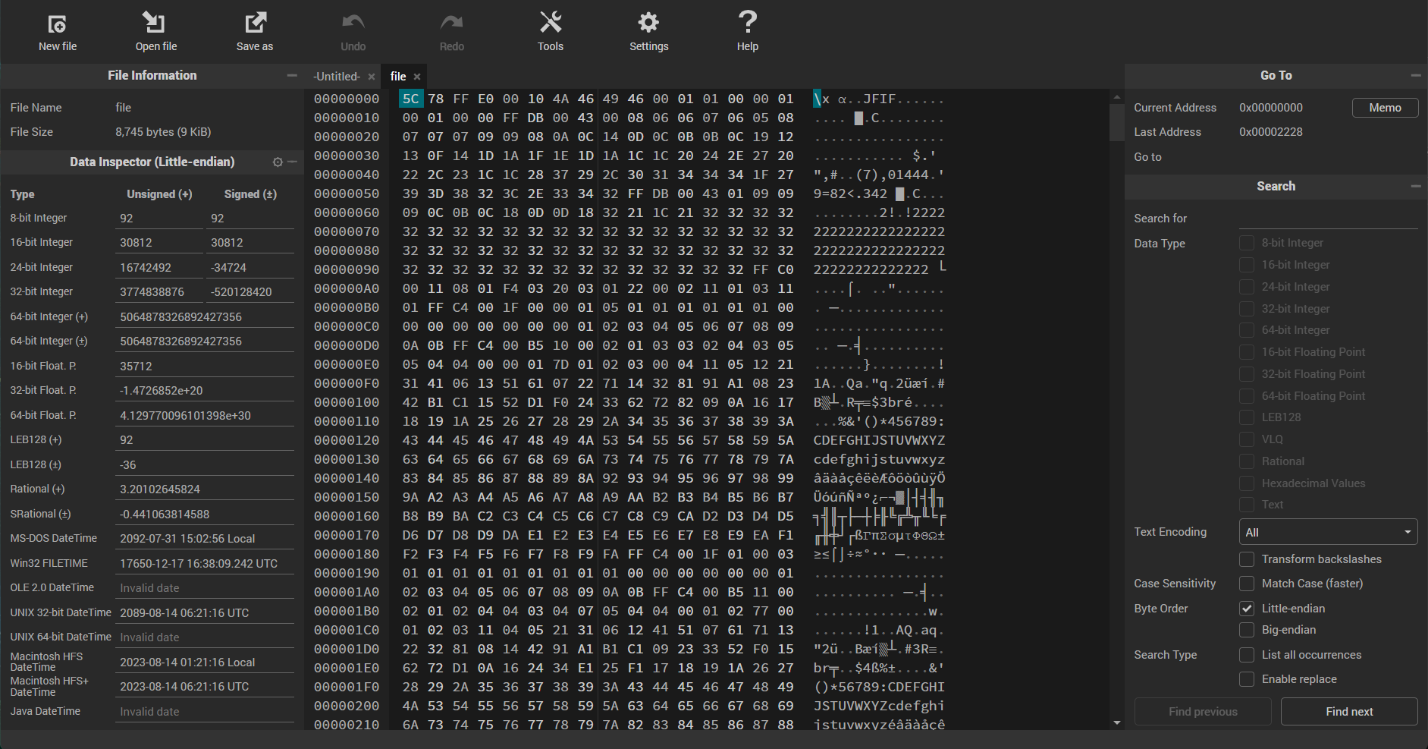 New file Open file Save as Undo Redo Tools Settings Help
File Information
File Name file
File Size 8,745 bytes (9 KiB)
Data Inspector (Little-endian)
Type Unsigned (+) Signed (±)
8-bit Integer 92 92
16-bit Integer 30812 30812
24-bit Integer 16742492 -34724
32-bit Integer 3774838876 -520128420
64-bit Integer (+) 5064878326892427356
64-bit Integer (±) 5064878326892427356
16-bit Float. P. 35712
32-bit Float. P. -1.4726852e+20
64-bit Float. P. 4.129770096101398e+30
LEB128 (+) 92
LEB128 (±) -36
Rational (+) 3.20102645824
SRational (±) -0.441063814588
MS-DOS DateTime 2092-07-31 15:02:56 Local
Win32 FILETIME 17650-12-17 16:38:09.242 UTC
OLE 2.0 DateTime Invalid date
UNIX 32-bit DateTime 2089-08-14 06:21:16 UTC
UNIX 64-bit DateTime Invalid date
Macintosh HFS DateTime 2023-08-14 01:21:16 Local
Macintosh HFS+ DateTime 2023-08-14 06:21:16 UTC
Java DateTime Invalid date
-Untitled- × file ×
00000000 5C 78 FF E0 00 10 4A 46 49 46 00 01 01 00 00 01 \x α..JFIF......
00000010 00 01 00 00 FF DB 00 43 00 08 06 06 07 06 05 08 .... █.C........
00000020 07 07 07 09 09 08 0A 0C 14 0D 0C 0B 0B 0C 19 12 ................
00000030 13 0F 14 1D 1A 1F 1E 1D 1A 1C 1C 20 24 2E 27 20 ........... $.'
00000040 22 2C 23 1C 1C 28 37 29 2C 30 31 34 34 34 1F 27 ",#..(7),01444.'
00000050 39 3D 38 32 3C 2E 33 34 32 FF DB 00 43 01 09 09 9=82<.342 █.C...
00000060 09 0C 0B 0C 18 0D 0D 18 32 21 1C 21 32 32 32 32 ........2!.!2222
00000070 32 32 32 32 32 32 32 32 32 32 32 32 32 32 32 32 2222222222222222
00000080 32 32 32 32 32 32 32 32 32 32 32 32 32 32 32 32 2222222222222222
00000090 32 32 32 32 32 32 32 32 32 32 32 32 32 32 FF C0 22222222222222 └
000000A0 00 11 08 01 F4 03 20 03 01 22 00 02 11 01 03 11 ....⌠. .."......
000000B0 01 FF C4 00 1F 00 00 01 05 01 01 01 01 01 01 00 . ─.............
000000C0 00 00 00 00 00 00 00 01 02 03 04 05 06 07 08 09 ................
000000D0 0A 0B FF C4 00 B5 10 00 02 01 03 03 02 04 03 05 .. ─.╡..........
000000E0 05 04 04 00 00 01 7D 01 02 03 00 04 11 05 12 21 ......}........!
000000F0 31 41 06 13 51 61 07 22 71 14 32 81 91 A1 08 23 1A..Qa."q.2üæí.#
00000100 42 B1 C1 15 52 D1 F0 24 33 62 72 82 09 0A 16 17 B▒┴.R╤≡$3bré....
00000110 18 19 1A 25 26 27 28 29 2A 34 35 36 37 38 39 3A ...%&'()*456789:
00000120 43 44 45 46 47 48 49 4A 53 54 55 56 57 58 59 5A CDEFGHIJSTUVWXYZ
00000130 63 64 65 66 67 68 69 6A 73 74 75 76 77 78 79 7A cdefghijstuvwxyz
00000140 83 84 85 86 87 88 89 8A 92 93 94 95 96 97 98 99 âäàåçêëèÆôöòûùÿÖ
00000150 9A A2 A3 A4 A5 A6 A7 A8 A9 AA B2 B3 B4 B5 B6 B7 ÜóúñѪº¿⌐¬▓│┤╡╢╖
00000160 B8 B9 BA C2 C3 C4 C5 C6 C7 C8 C9 CA D2 D3 D4 D5 ╕╣║┬├─┼╞╟╚╔╩╥╙╘╒
00000170 D6 D7 D8 D9 DA E1 E2 E3 E4 E5 E6 E7 E8 E9 EA F1 ╓╫╪┘┌ßΓπΣσµτΦΘΩ±
00000180 F2 F3 F4 F5 F6 F7 F8 F9 FA FF C4 00 1F 01 00 03 ≥≤⌠⌡÷≈°∙· ─.....
00000190 01 01 01 01 01 01 01 01 01 00 00 00 00 00 00 01 ................
000001A0 02 03 04 05 06 07 08 09 0A 0B FF C4 00 B5 11 00 .......... ─.╡..
000001B0 02 01 02 04 04 03 04 07 05 04 04 00 01 02 77 00 ..............w.
000001C0 01 02 03 11 04 05 21 31 06 12 41 51 07 61 71 13 ......!1..AQ.aq.
000001D0 22 32 81 08 14 42 91 A1 B1 C1 09 23 33 52 F0 15 "2ü..Bæí▒┴.#3R≡.
000001E0 62 72 D1 0A 16 24 34 E1 25 F1 17 18 19 1A 26 27 br╤..$4ß%±....&'
000001F0 28 29 2A 35 36 37 38 39 3A 43 44 45 46 47 48 49 ()*56789:CDEFGHI
00000200 4A 53 54 55 56 57 58 59 5A 63 64 65 66 67 68 69 JSTUVWXYZcdefghi
00000210 6A 73 74 75 76 77 78 79 7A 82 83 84 85 86 87 88 jstuvwxyzéâäàåçê
Go To
Current Address 0x00000000 Memo
Last Address 0x00002228
Go to
Search
Search for
Data Type 8-bit Integer
16-bit Integer
24-bit Integer
32-bit Integer
64-bit Integer
16-bit Floating Point
32-bit Floating Point
64-bit Floating Point
LEB128
VLQ
Rational
Hexadecimal Values
Text
Text Encoding All
Transform backslashes
Case Sensitivity Match Case (faster)
Byte Order Little-endian
Big-endian
Search Type List all occurrences
Enable replace
Find previous Find next